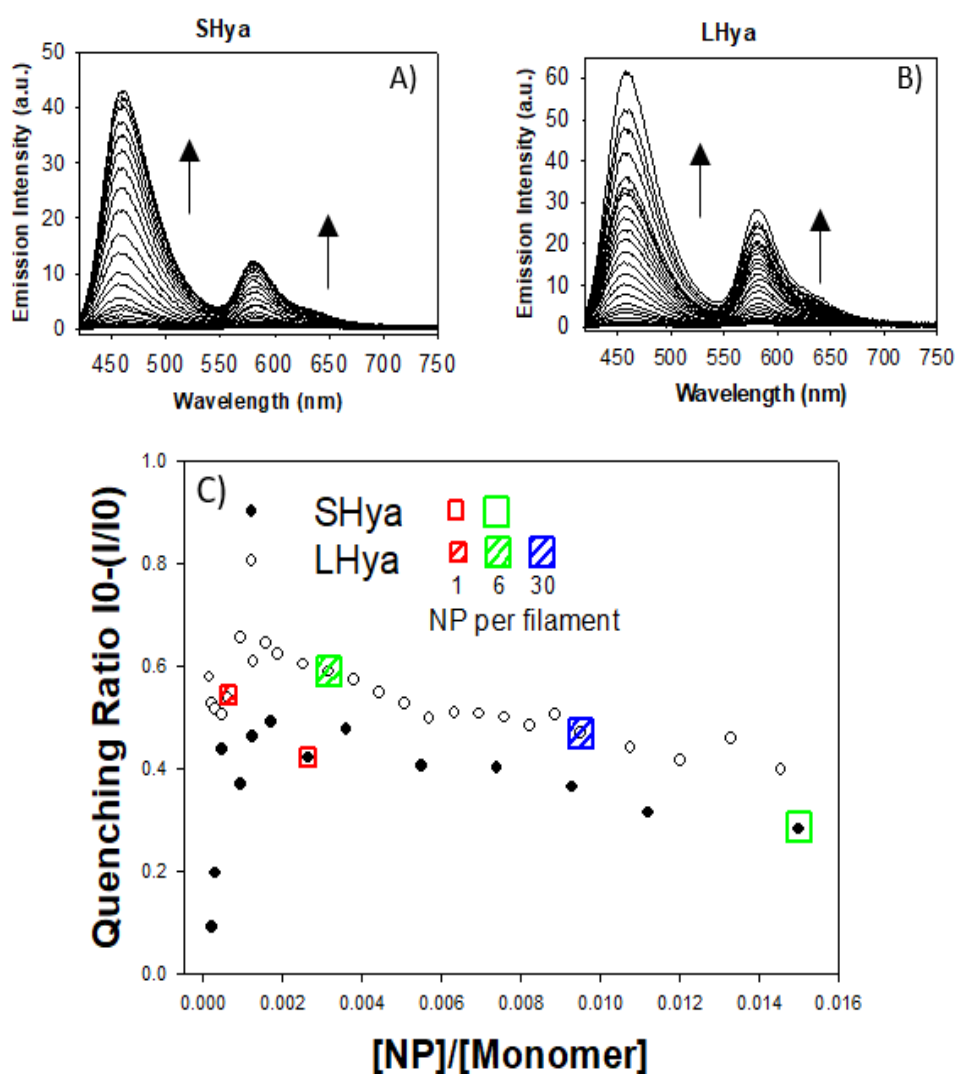 SHya
A)
Emission Intensity (a.u.)
50
40
30
20
10
0
450 500 550 600 650 700 750
Wavelength (nm)
LHya
B)
Emission Intensity (a.u.)
60
50
40
30
20
10
0
450 500 550 600 650 700 750
Wavelength (nm)
C)
SHya
LHya
1 6 30
NP per filament
Quenching Ratio I0-(I/I0)
1.0
0.8
0.6
0.4
0.2
0.0
0.000 0.002 0.004 0.006 0.008 0.010 0.012 0.014 0.016
[NP]/[Monomer]